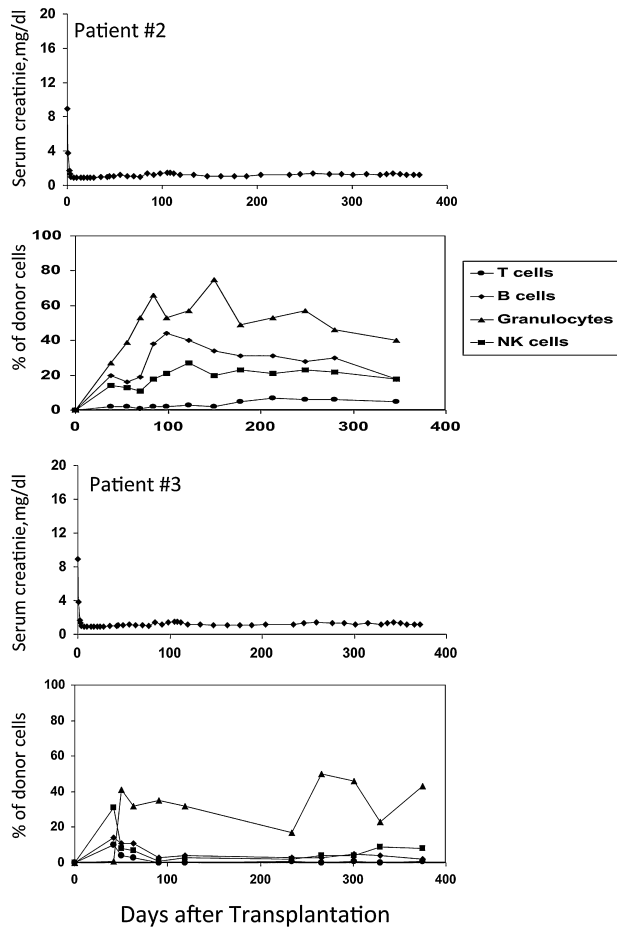 Patient #2
Serum creatinie,mg/dl
20
16
12
8
4
0
0 100 200 300 400
% of donor cells
100
80
60
40
20
0
0 100 200 300 400
T cells
B cells
Granulocytes
NK cells
Patient #3
Serum creatinie,mg/dl
20
16
12
8
4
0
0 100 200 300 400
% of donor cells
100
80
60
40
20
0
0 100 200 300 400
Days after Transplantation